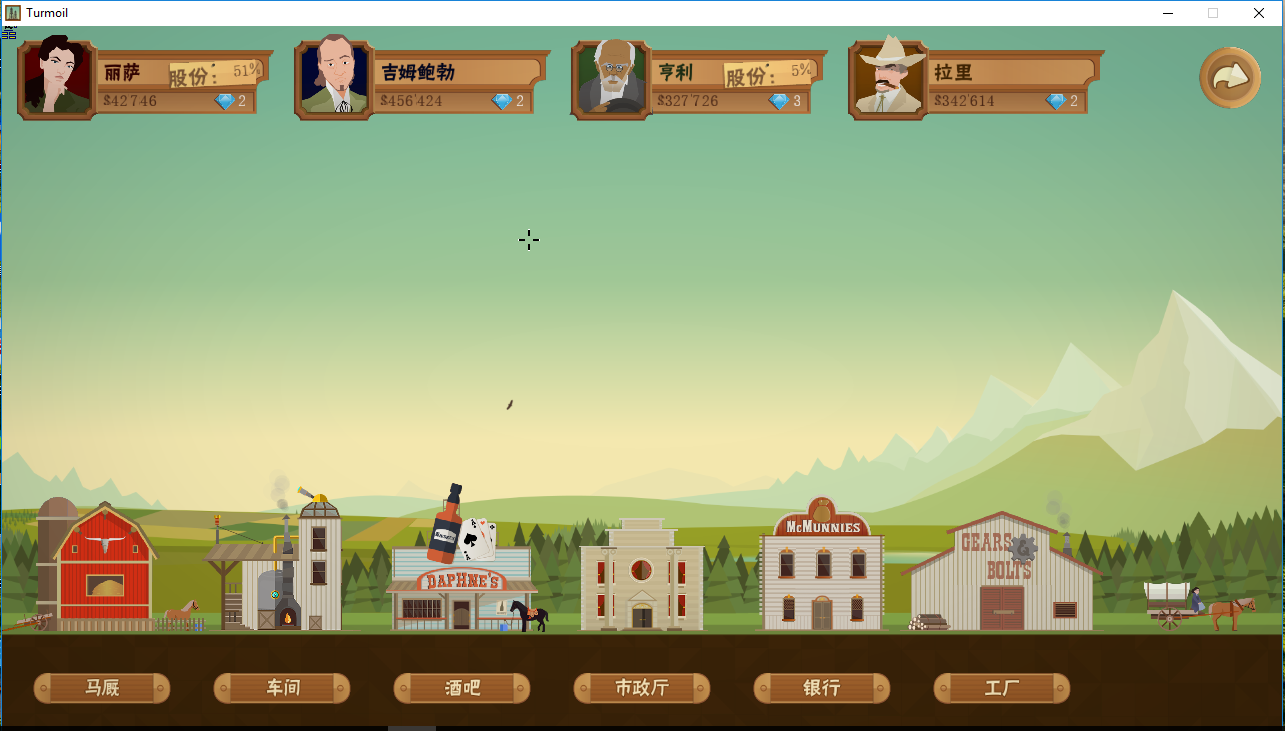 Turmoil
丽萨 股份: 51%
$42'746 2
吉姆鲍勃
$456'424 2
亨利 股份: 5%
$327'726 3
拉里
$342'614 2
McMUNNIES
GEARS
BOLTS
DAPHNE'S
马厩 车间 酒吧 市政厅 银行 工厂